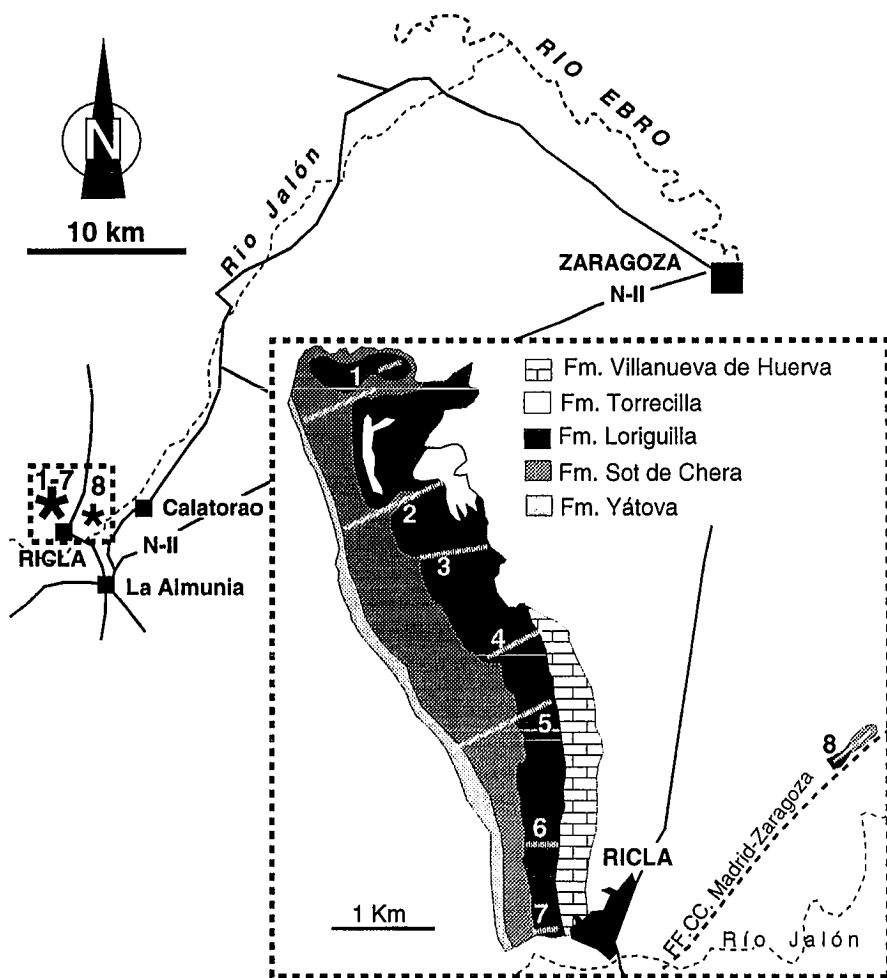 RIO EBRO
N
10 km
Río Jalón
ZARAGOZA
N-II
Fm. Villanueva de Huerva
Fm. Torrecilla
Fm. Loriguilla
Fm. Sot de Chera
Fm. Yátova
1
2
3
4
5
6
7
8
1-7
8
Calatorao
RICLA
N-II
La Almunia
RICLA
1 Km
FF.CC. Madrid-Zaragoza
Río Jalón